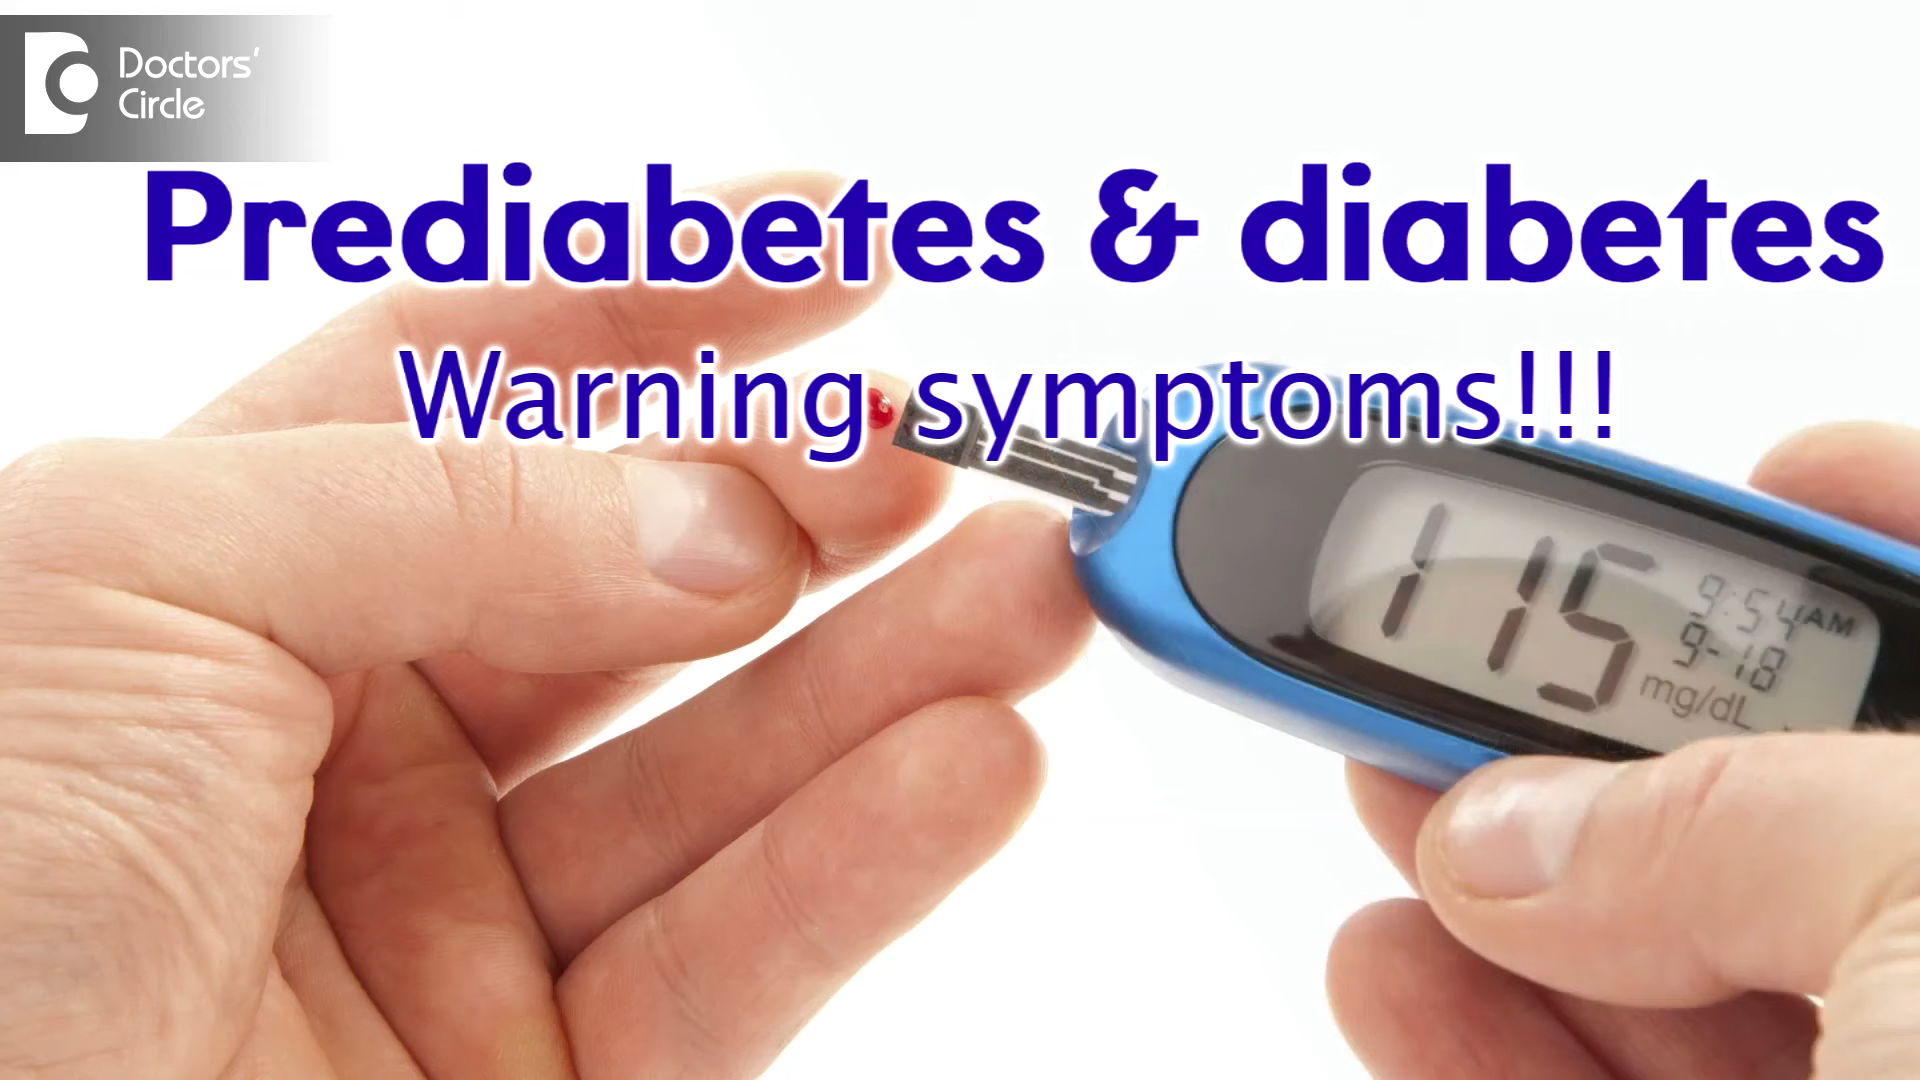 Doctors'
Circle
Prediabetes & diabetes
Warning symptoms!!!
115
9:54AM
9-18
mg/dL